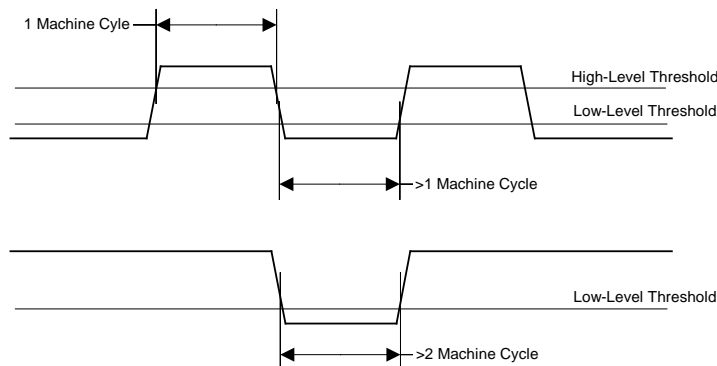 1 Machine Cyle
High-Level Threshold
Low-Level Threshold
>1 Machine Cycle
Low-Level Threshold
>2 Machine Cycle